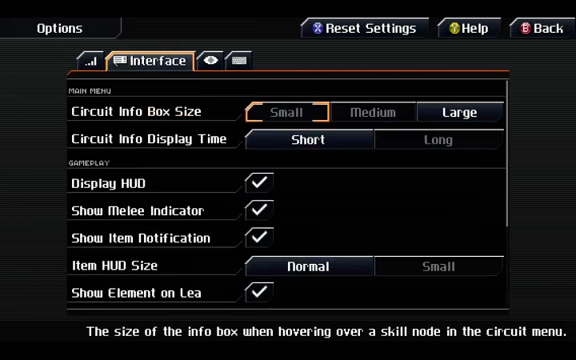 Options
X Reset Settings
Y Help
B Back
Interface
MAIN MENU
Circuit Info Box Size
Small
Medium
Large
Circuit Info Display Time
Short
Long
GAMEPLAY
Display HUD
Show Melee Indicator
Show Item Notification
Item HUD Size
Normal
Small
Show Element on Lea
The size of the info box when hovering over a skill node in the circuit menu.